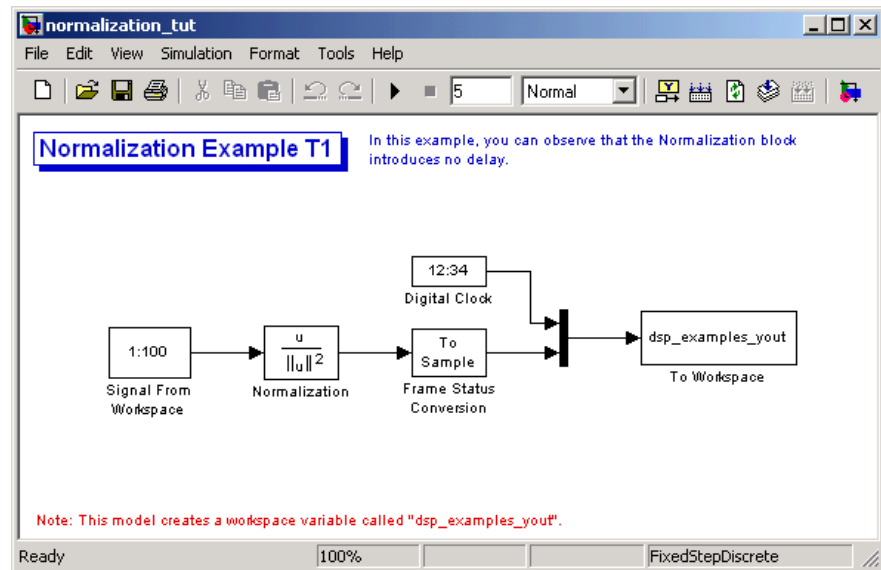 normalization_tut
File Edit View Simulation Format Tools Help
5 Normal
Normalization Example T1
In this example, you can observe that the Normalization block
introduces no delay.
12:34
Digital Clock
1:100
Signal From
Workspace
u
||u||2
Normalization
To
Sample
Frame Status
Conversion
dsp_examples_yout
To Workspace
Note: This model creates a workspace variable called "dsp_examples_yout".
Ready 100% FixedStepDiscrete